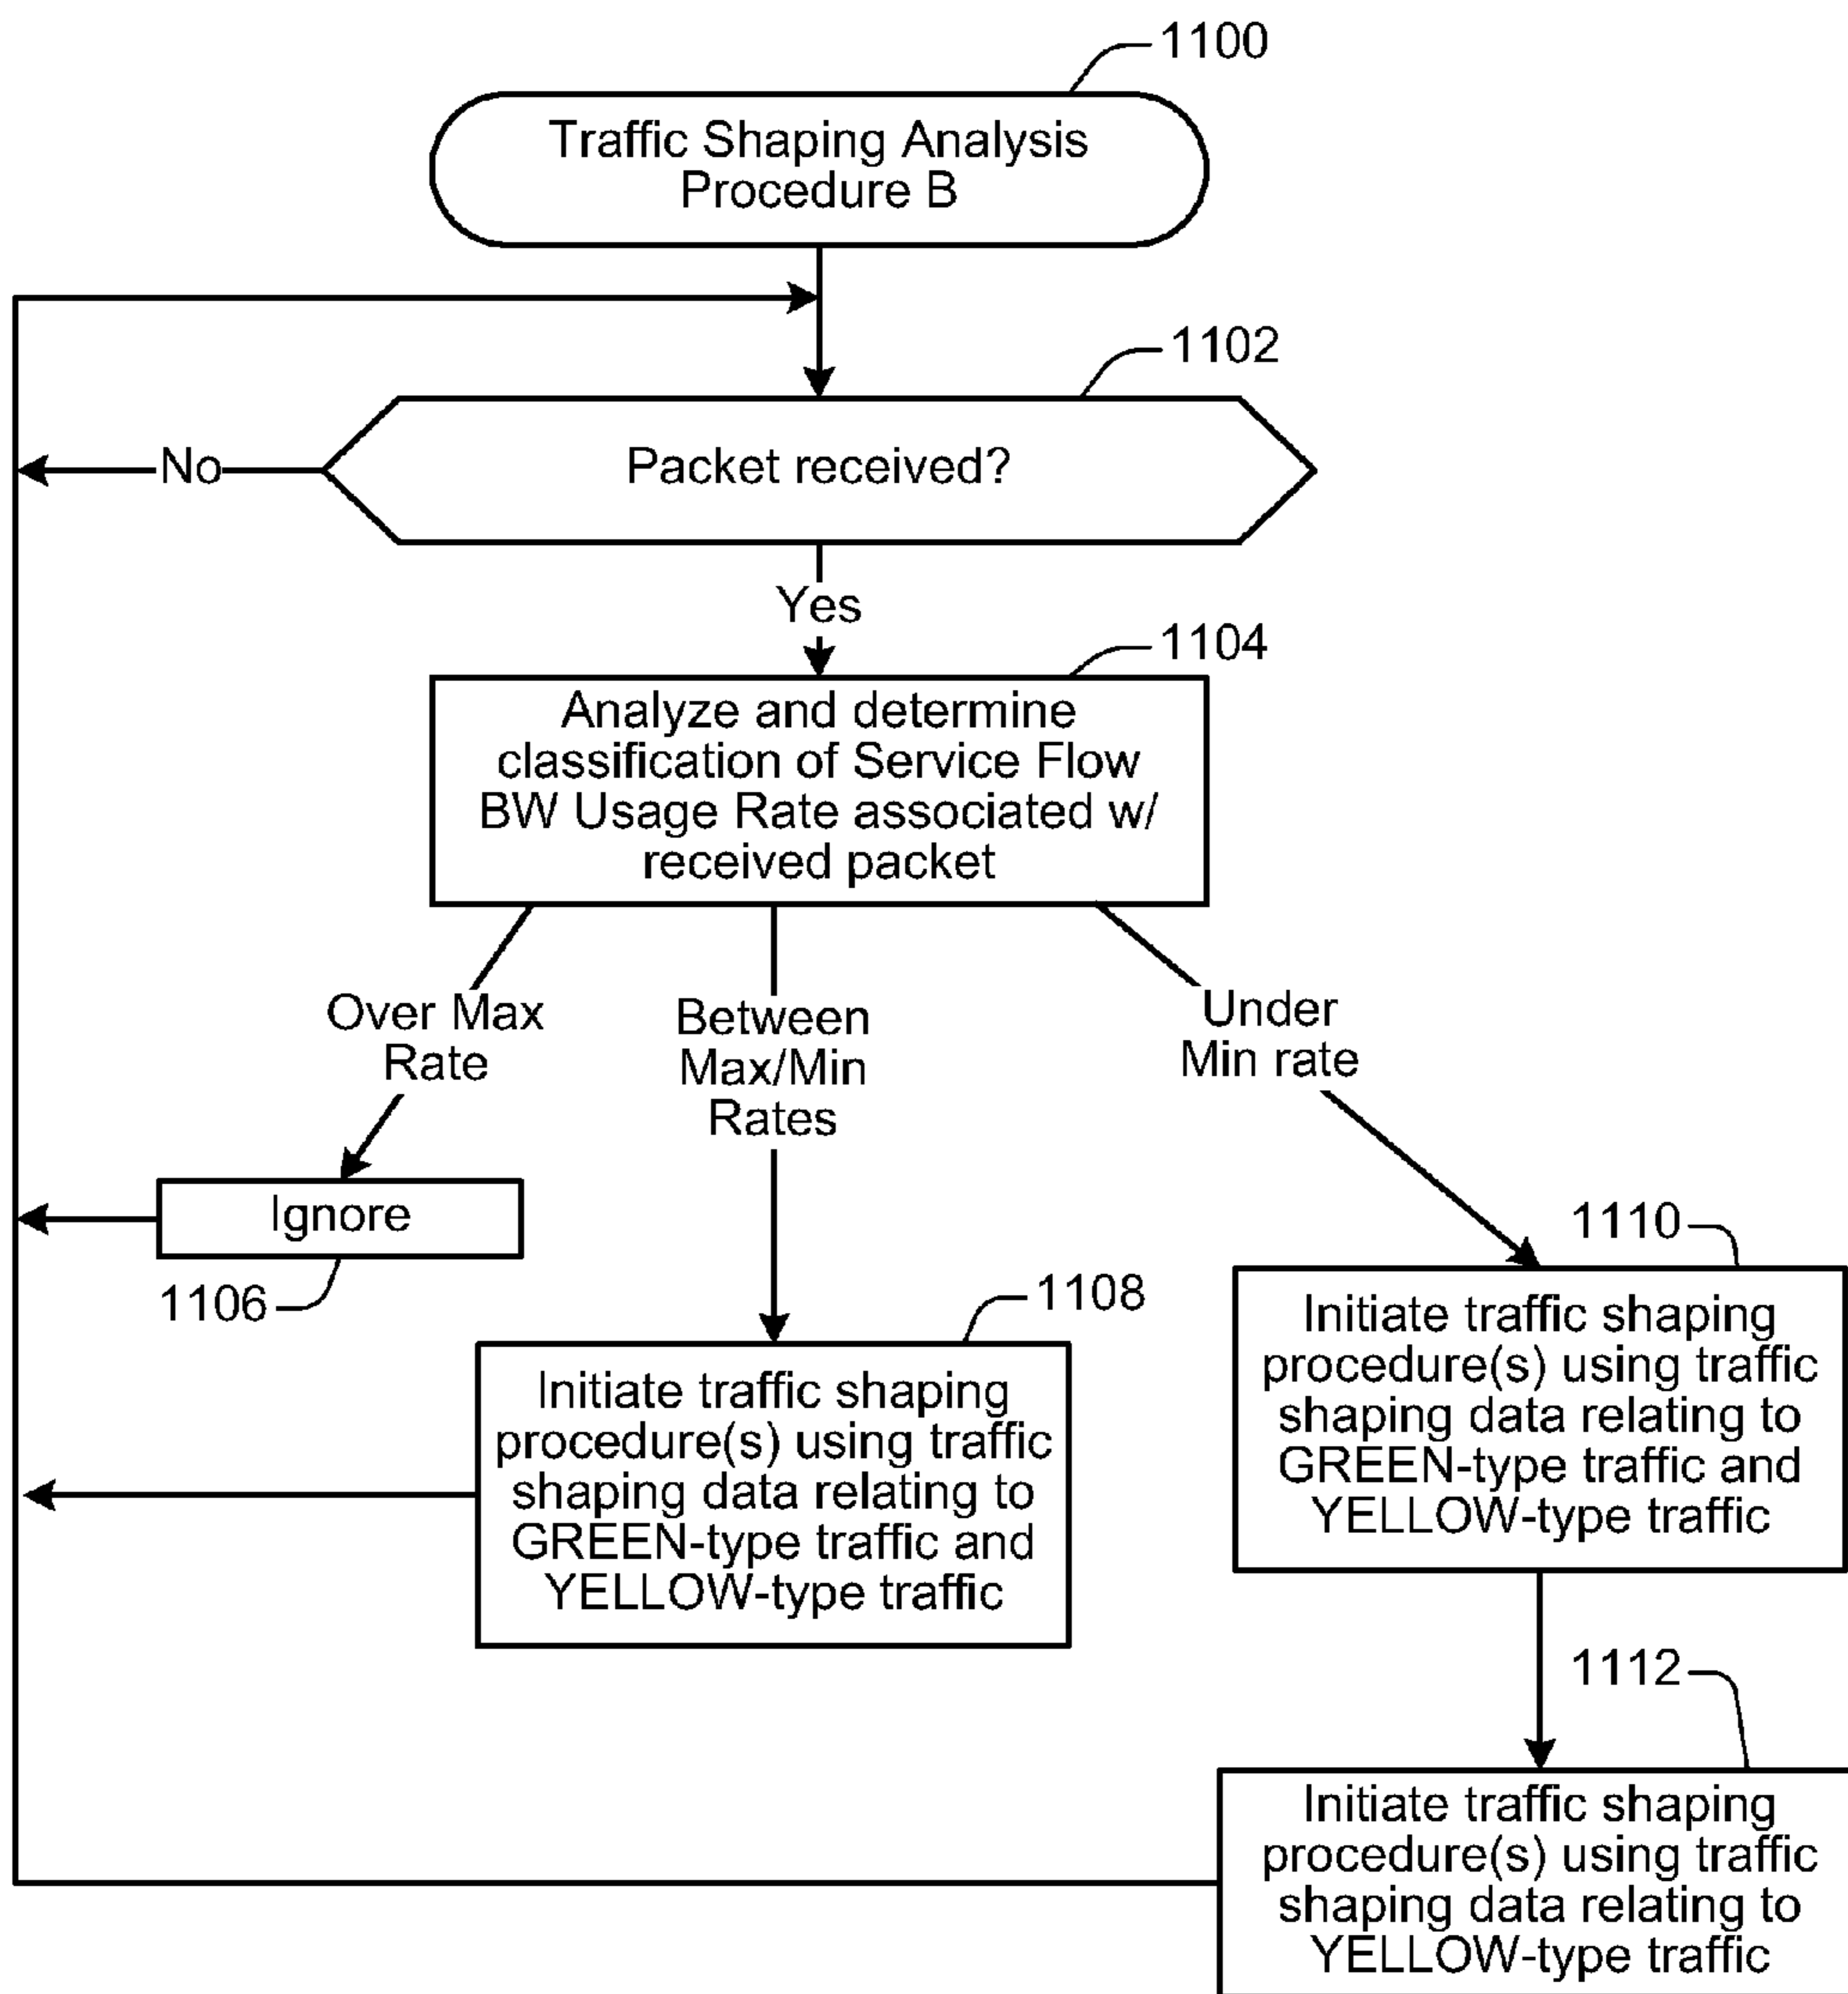 1100
Traffic Shaping Analysis
Procedure B
1102
Packet received?
No
Yes
1104
Analyze and determine
classification of Service Flow
BW Usage Rate associated w/
received packet
Over Max
Rate
Between
Max/Min
Rates
Under
Min rate
Ignore
1106
1108
Initiate traffic shaping
procedure(s) using traffic
shaping data relating to
GREEN-type traffic and
YELLOW-type traffic
1110
Initiate traffic shaping
procedure(s) using traffic
shaping data relating to
GREEN-type traffic and
YELLOW-type traffic
1112
Initiate traffic shaping
procedure(s) using traffic
shaping data relating to
YELLOW-type traffic